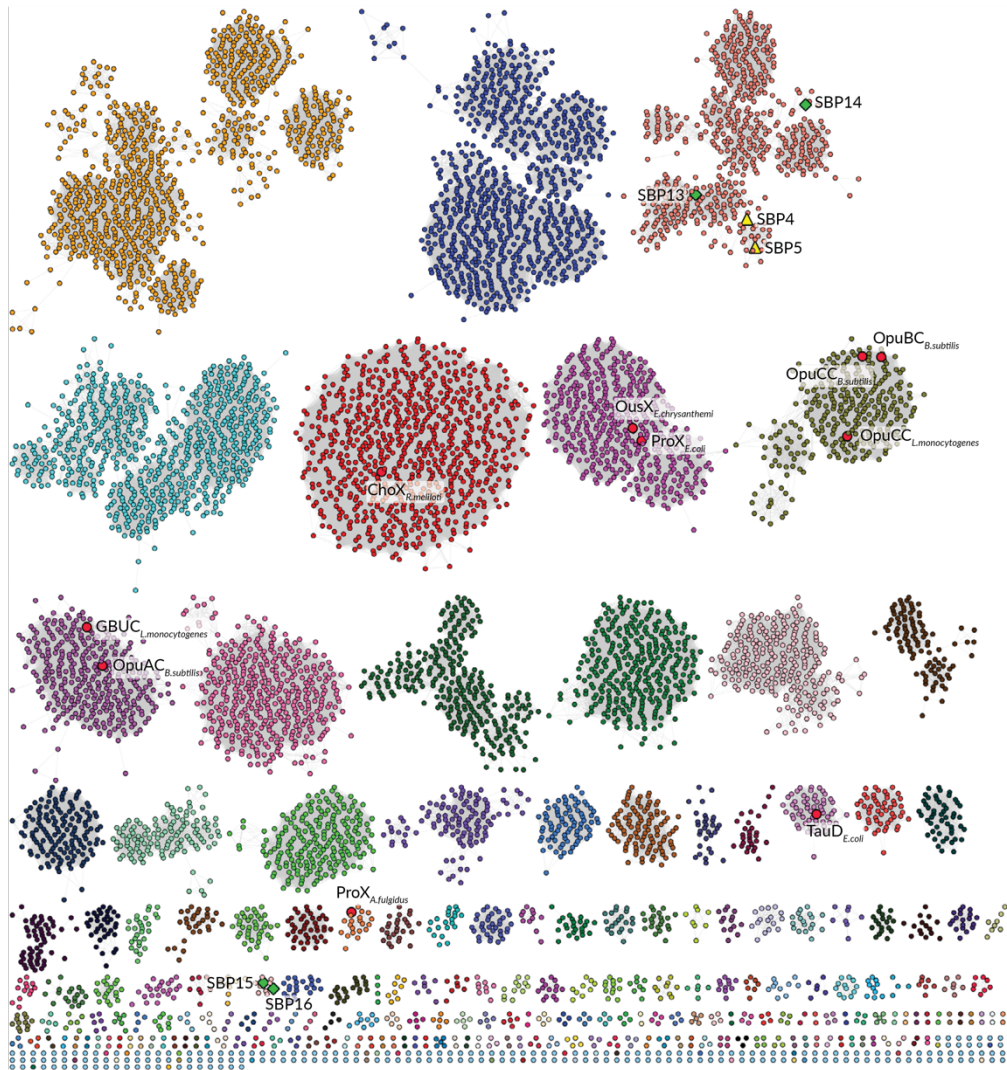 SBP14
SBP13
SBP4
SBP5
OpuBC B.subtilis
OpuCC B.subtilis
OusX E.chrysanthemi
ProX E.coli
OpuCC L.monocytogenes
ChoX R.meliloti
GBUC L.monocytogenes
OpuAC B.subtilis
TauD E.coli
ProX A.fulgidus
SBP15
SBP16